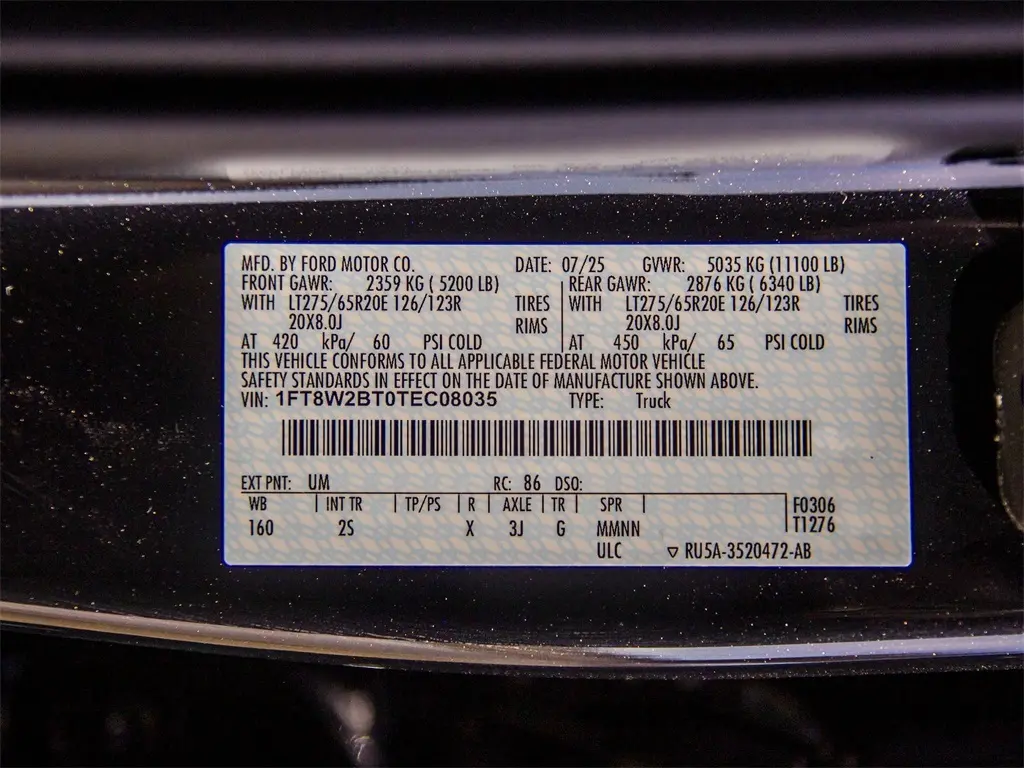 MFD. BY FORD MOTOR CO. DATE: 07/25 GVWR: 5035 KG (11100 LB)
FRONT GAWR: 2359 KG ( 5200 LB) REAR GAWR: 2876 KG ( 6340 LB)
WITH LT275/65R20E 126/123R TIRES WITH LT275/65R20E 126/123R TIRES
20X8.0J RIMS 20X8.0J RIMS
AT 420 kPa/ 60 PSI COLD AT 450 kPa/ 65 PSI COLD
THIS VEHICLE CONFORMS TO ALL APPLICABLE FEDERAL MOTOR VEHICLE
SAFETY STANDARDS IN EFFECT ON THE DATE OF MANUFACTURE SHOWN ABOVE.
VIN: 1FT8W2BT0TEC08035 TYPE: Truck
EXT PNT: UM RC: 86 DSO:
WB | INT TR | TP/PS | R | AXLE | TR | SPR | F0306
160 2S X 3J G MMNN T1276
ULC ▽ RU5A-3520472-AB